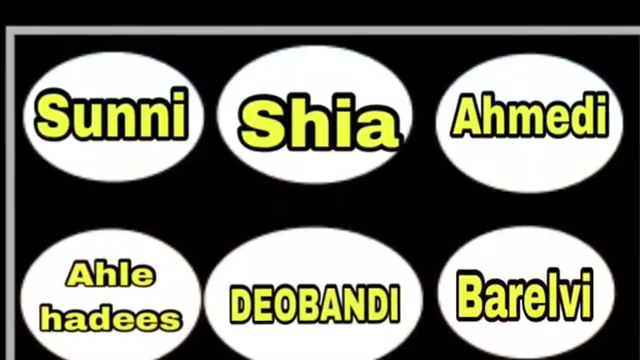 Sunni
Shia
Ahmedi
Ahle
hadees
DEOBANDI
Barelvi